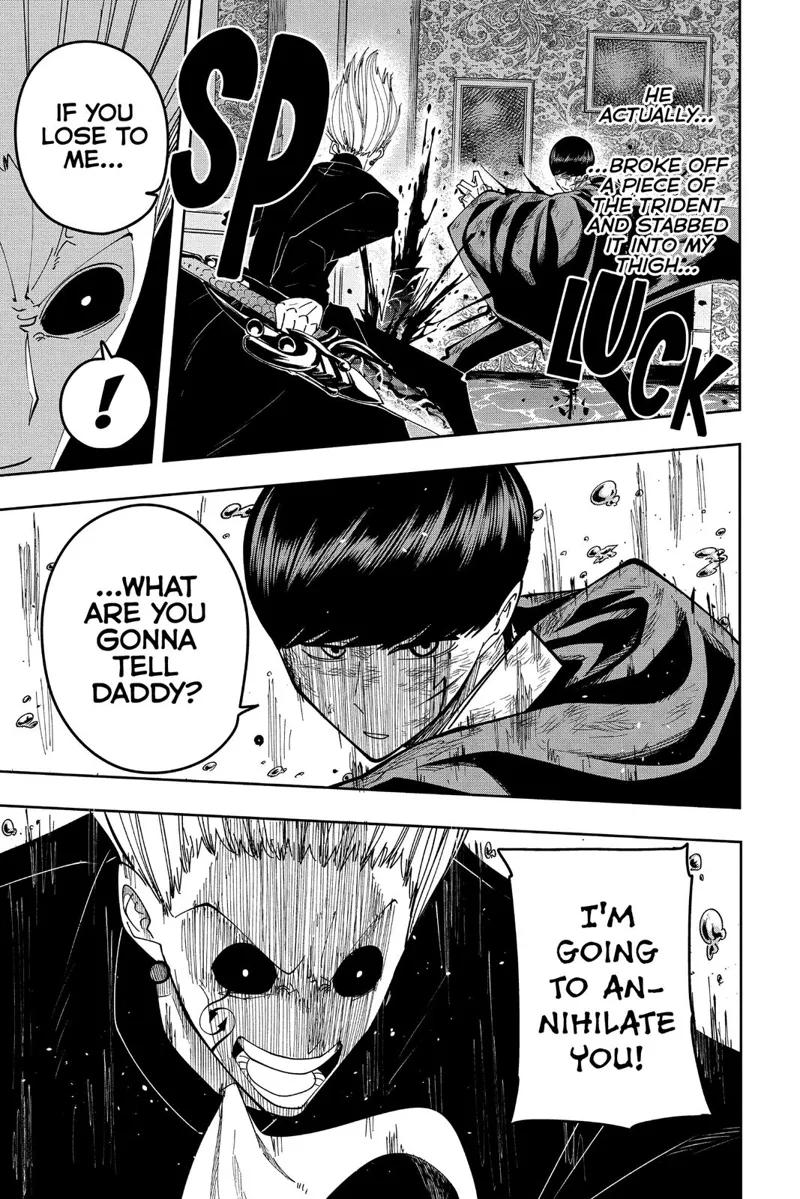 HE
ACTUALLY...
...BROKE OFF
A PIECE OF
THE TRIDENT
AND STABBED
IT INTO MY
THIGH...
SP
LUCK
IF YOU
LOSE TO
ME...
!
...WHAT
ARE YOU
GONNA
TELL
DADDY?
I'M
GOING
TO AN-
NIHILATE
YOU!